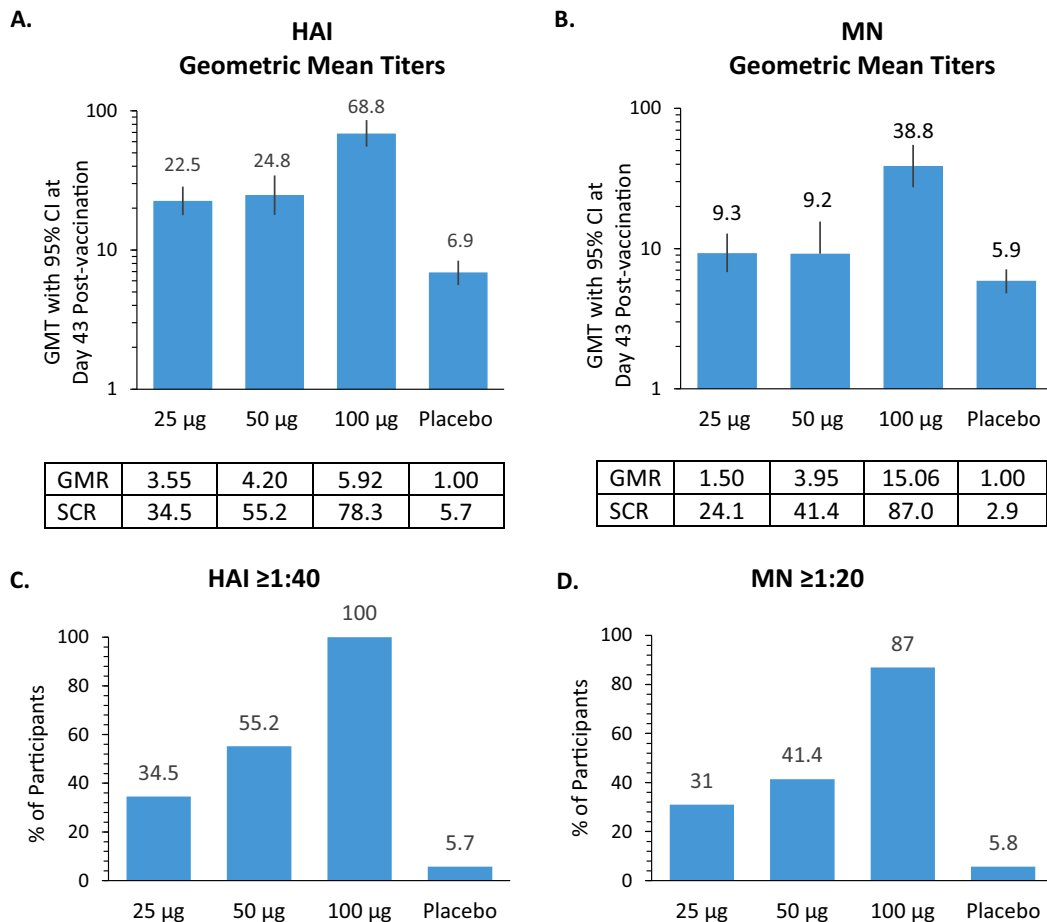 A.
HAI
Geometric Mean Titers
GMT with 95% CI at
Day 43 Post-vaccination
100
10
1
22.5
24.8
68.8
6.9
25 µg 50 µg 100 µg Placebo
GMR 3.55 4.20 5.92 1.00
SCR 34.5 55.2 78.3 5.7
B.
MN
Geometric Mean Titers
GMT with 95% CI at
Day 43 Post-vaccination
100
10
1
9.3
9.2
38.8
5.9
25 µg 50 µg 100 µg Placebo
GMR 1.50 3.95 15.06 1.00
SCR 24.1 41.4 87.0 2.9
C.
HAI ≥1:40
% of Participants
100
80
60
40
20
0
34.5
55.2
100
5.7
25 µg 50 µg 100 µg Placebo
D.
MN ≥1:20
% of Participants
100
80
60
40
20
0
31
41.4
87
5.8
25 µg 50 µg 100 µg Placebo